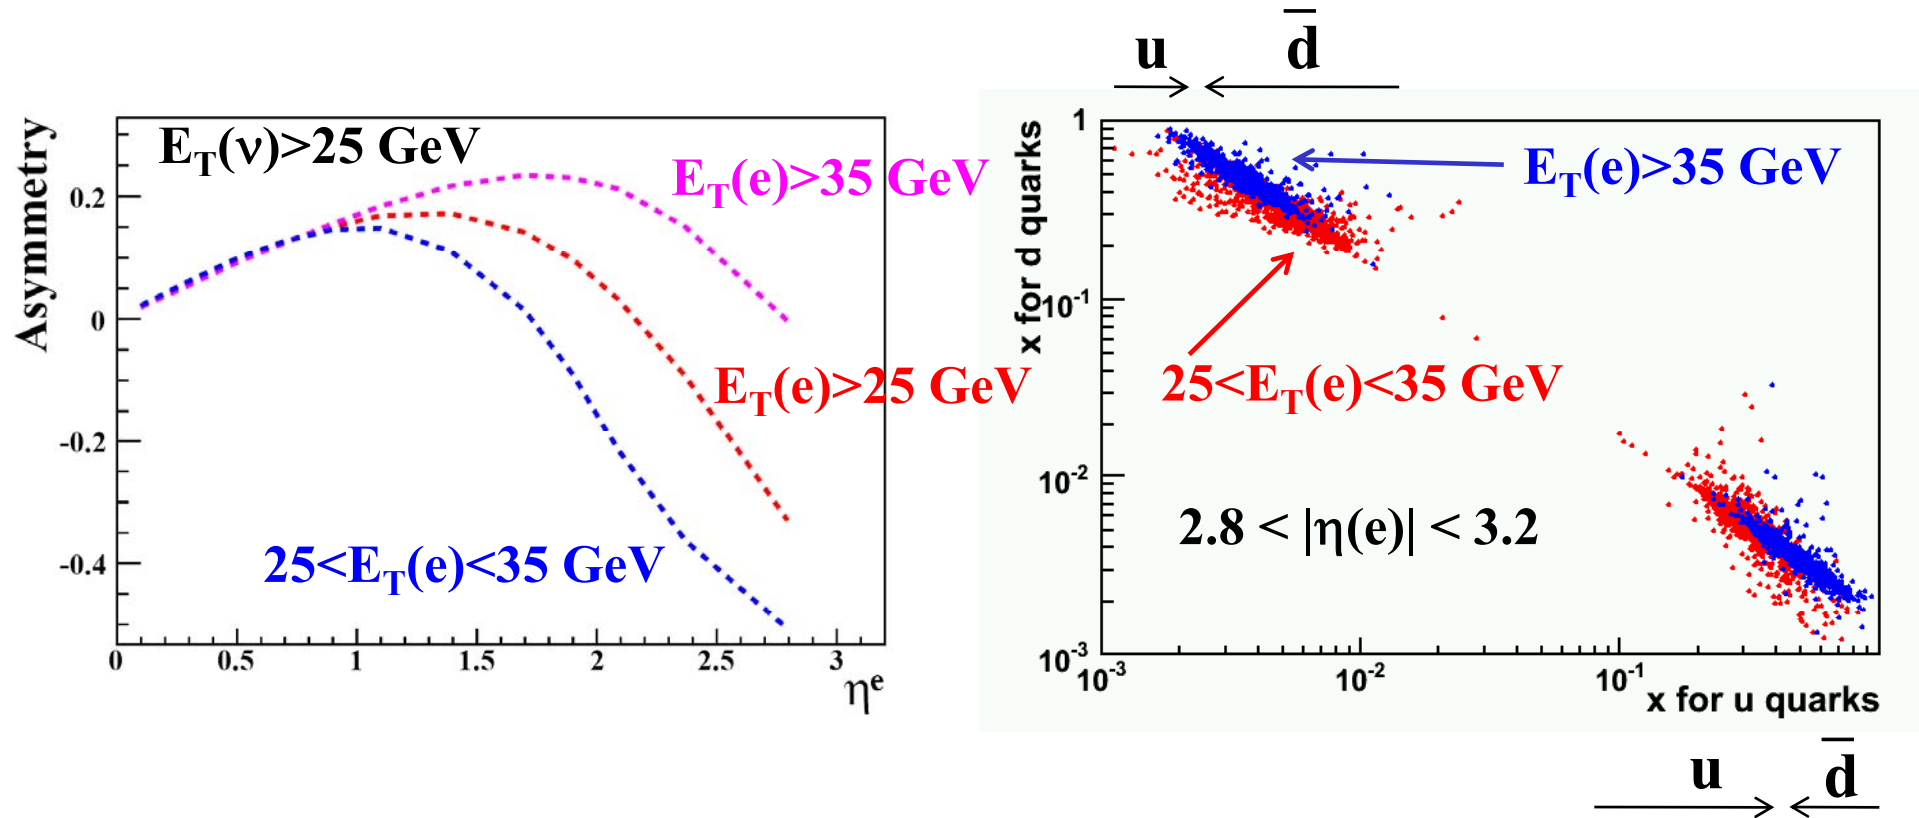 Asymmetry
E_T(ν)>25 GeV
E_T(e)>35 GeV
E_T(e)>25 GeV
25<E_T(e)<35 GeV
0.2
0
-0.2
-0.4
0 0.5 1 1.5 2 2.5 3
η^e
u d̅
x for d quarks
1
10^-1
10^-2
10^-3
E_T(e)>35 GeV
25<E_T(e)<35 GeV
2.8 < |η(e)| < 3.2
10^-3 10^-2 10^-1
x for u quarks
u d̅